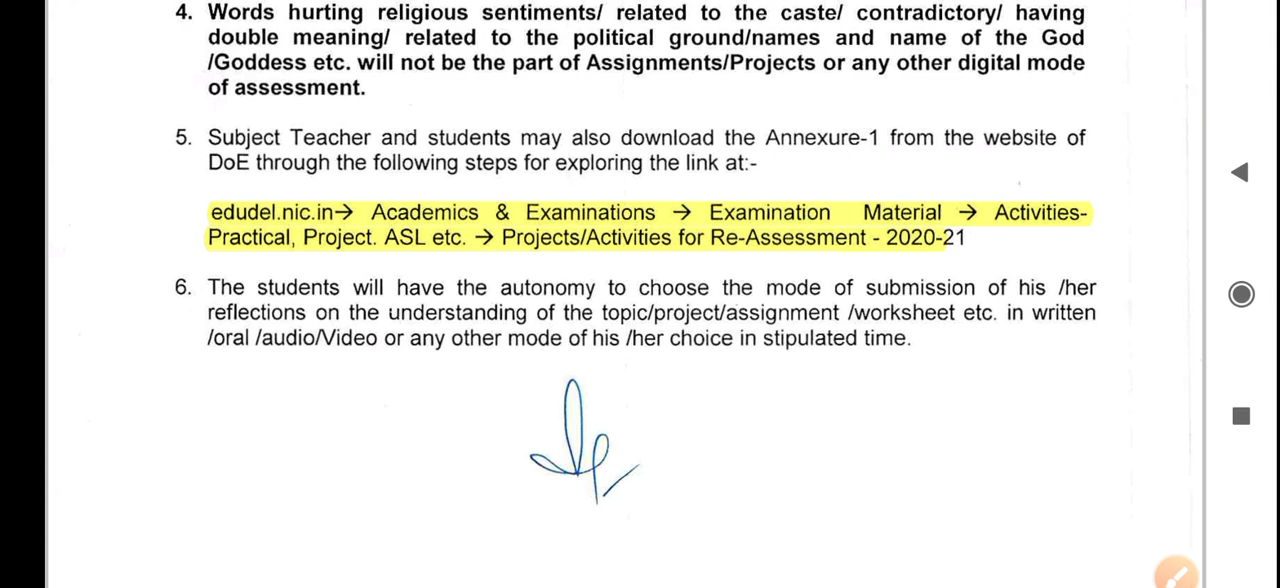 4. Words hurting religious sentiments/ related to the caste/ contradictory/ having
double meaning/ related to the political ground/names and name of the God
/Goddess etc. will not be the part of Assignments/Projects or any other digital mode
of assessment.
5. Subject Teacher and students may also download the Annexure-1 from the website of
DoE through the following steps for exploring the link at:-
edudel.nic.in→ Academics & Examinations → Examination Material → Activities-
Practical, Project. ASL etc. → Projects/Activities for Re-Assessment - 2020-21
6. The students will have the autonomy to choose the mode of submission of his /her
reflections on the understanding of the topic/project/assignment /worksheet etc. in written
/oral /audio/Video or any other mode of his /her choice in stipulated time.